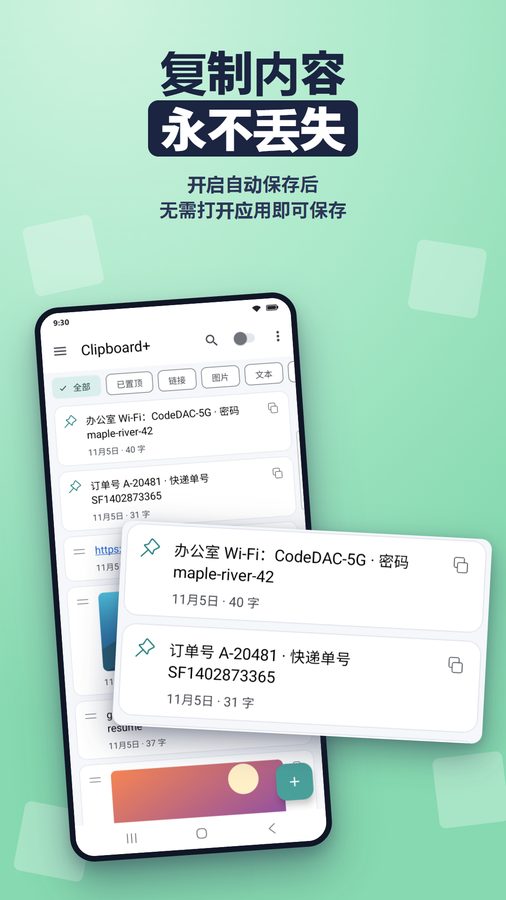 复制内容
永不丢失
开启自动保存后
无需打开应用即可保存
9:30
Clipboard+
全部
已置顶
链接
图片
文本
办公室 Wi-Fi：CodeDAC-5G · 密码
maple-river-42
11月5日 · 40 字
订单号 A-20481 · 快递单号
SF1402873365
11月5日 · 31 字
https:
11月5
办公室 Wi-Fi：CodeDAC-5G · 密码
maple-river-42
11月5日 · 40 字
订单号 A-20481 · 快递单号
SF1402873365
11月5日 · 31 字
11
g
resume
11月5日 · 37 字